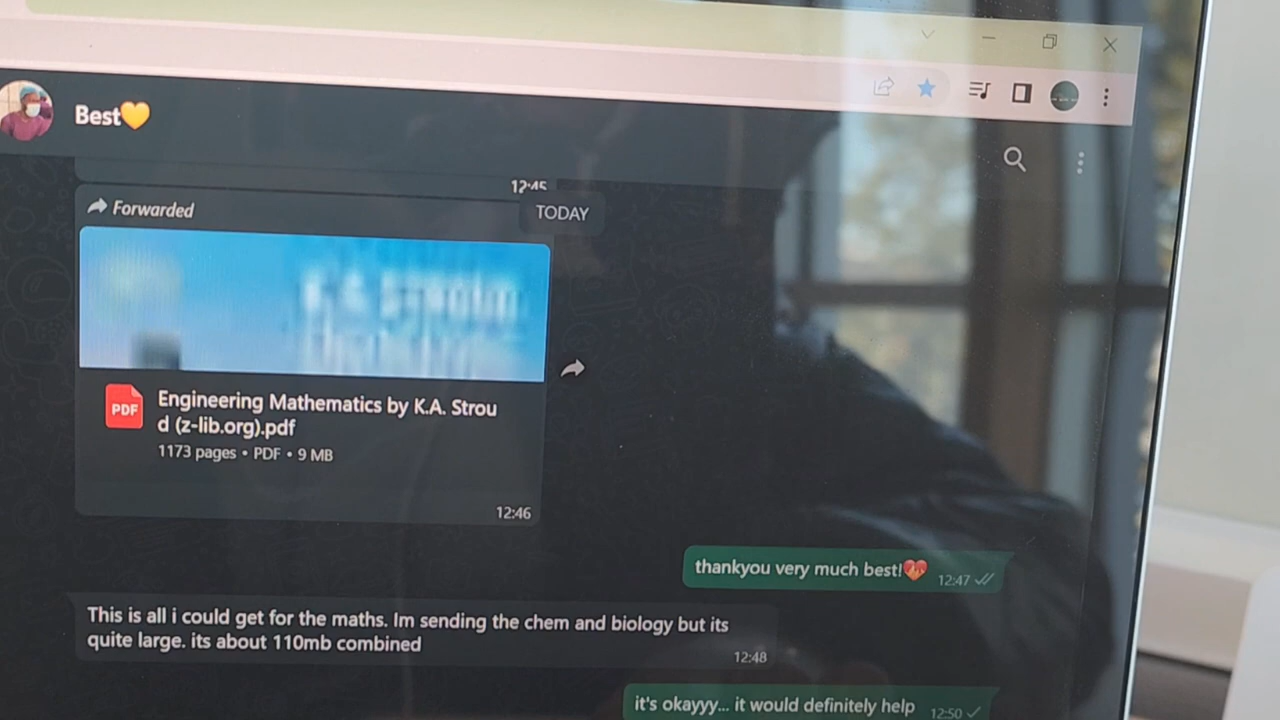 Best💛
12:45
TODAY
Forwarded
K.A. STROUD
PDF
Engineering Mathematics by K.A. Strou
d (z-lib.org).pdf
1173 pages • PDF • 9 MB
12:46
thankyou very much best!💖 12:47
This is all i could get for the maths. Im sending the chem and biology but its
quite large. its about 110mb combined
12:48
it's okayyy... it would definitely help 12:50